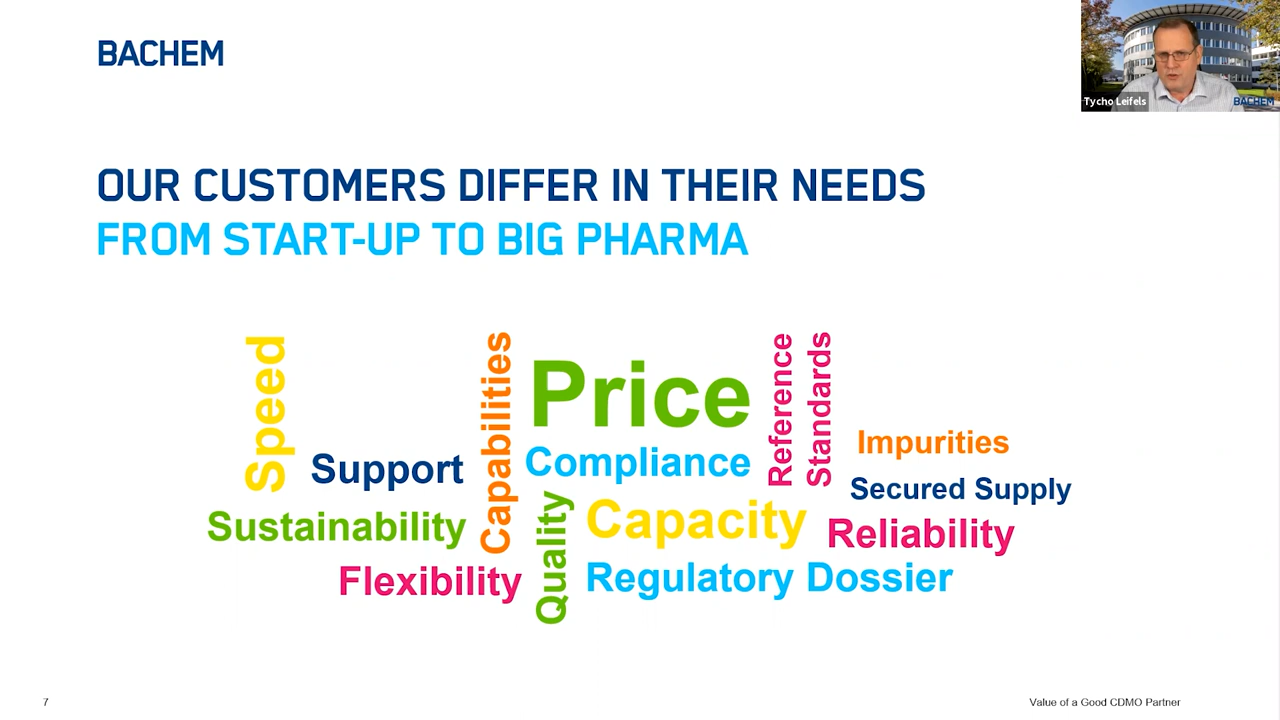 BACHEM
Tycho Leifels
BACHEM
OUR CUSTOMERS DIFFER IN THEIR NEEDS
FROM START-UP TO BIG PHARMA
Speed
Support
Sustainability
Flexibility
Capabilities
Price
Compliance
Quality
Capacity
Regulatory Dossier
Reference
Standards
Impurities
Secured Supply
Reliability
7
Value of a Good CDMO Partner